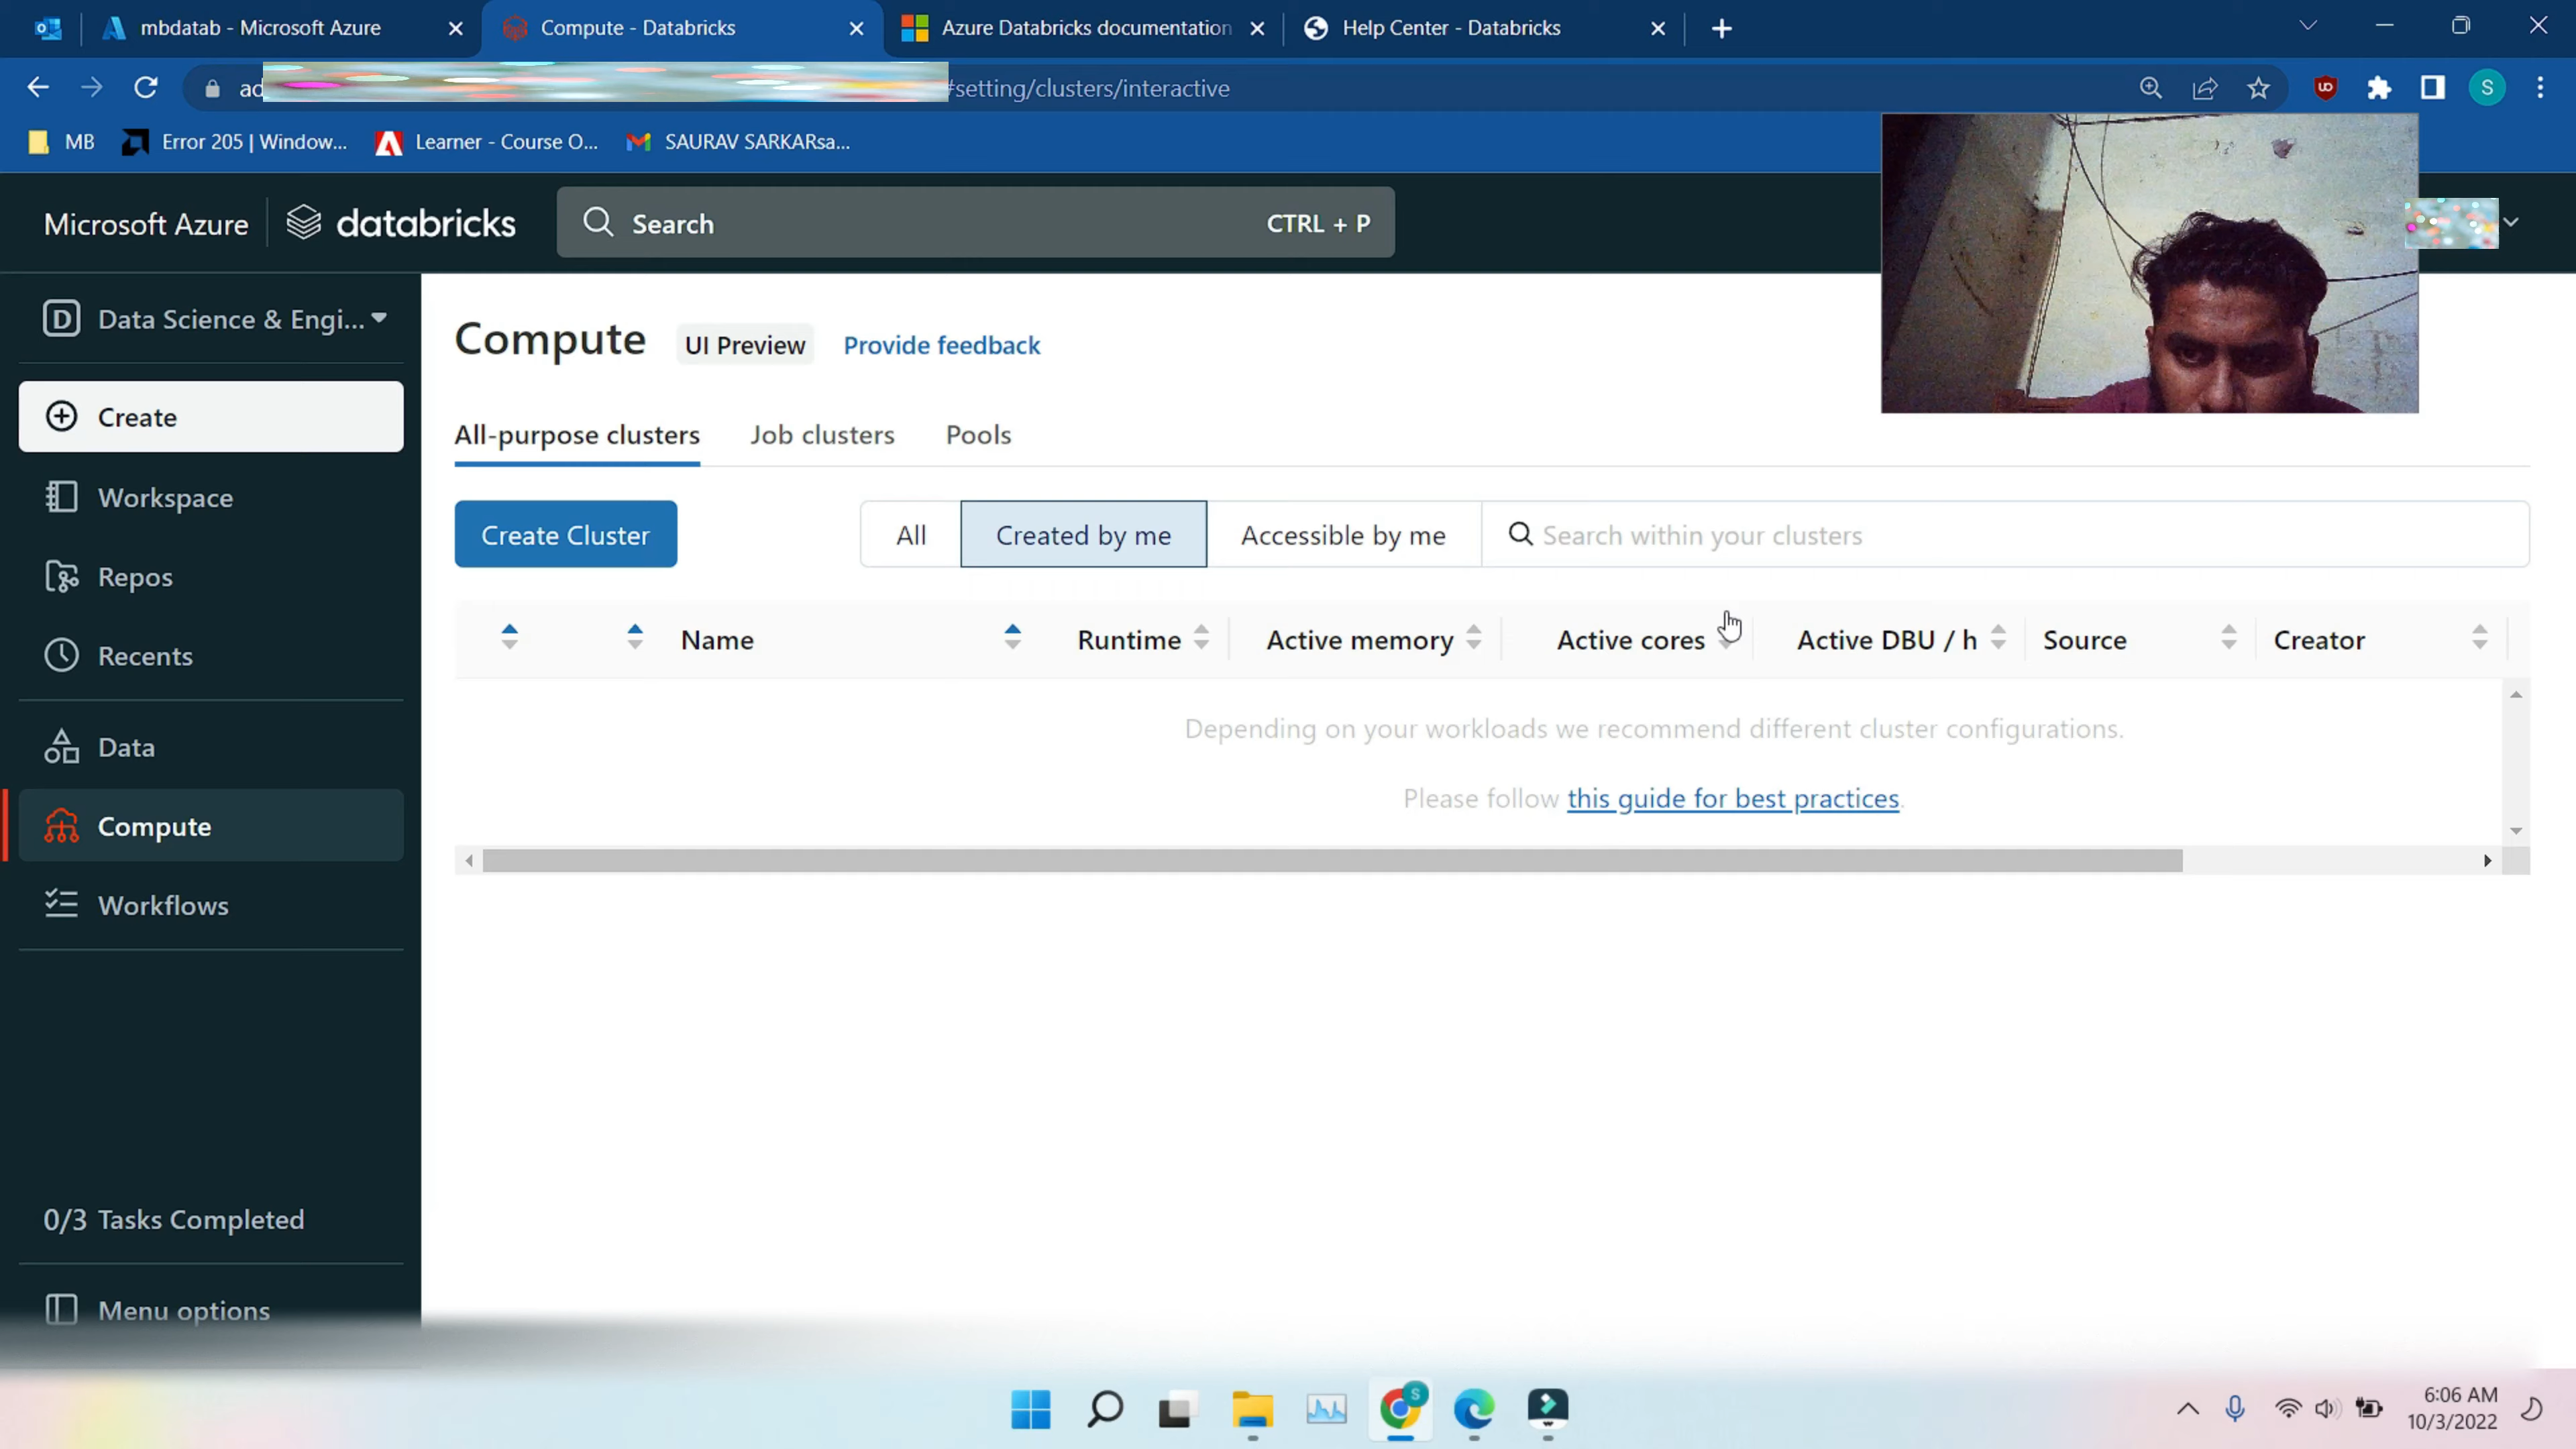 mbdatab - Microsoft Azure
Compute - Databricks
Azure Databricks documentation
Help Center - Databricks
#setting/clusters/interactive
S
MB
Error 205 | Window...
Learner - Course O...
SAURAV SARKARsa...
Microsoft Azure
databricks
Search
CTRL + P
D
Data Science & Engi...
Create
Workspace
Repos
Recents
Data
Compute
Workflows
0/3 Tasks Completed
Menu options
Compute
UI Preview
Provide feedback
All-purpose clusters
Job clusters
Pools
Create Cluster
All
Created by me
Accessible by me
Search within your clusters
Name
Runtime
Active memory
Active cores
Active DBU / h
Source
Creator
Depending on your workloads we recommend different cluster configurations.
Please follow this guide for best practices.
S
6:06 AM
10/3/2022